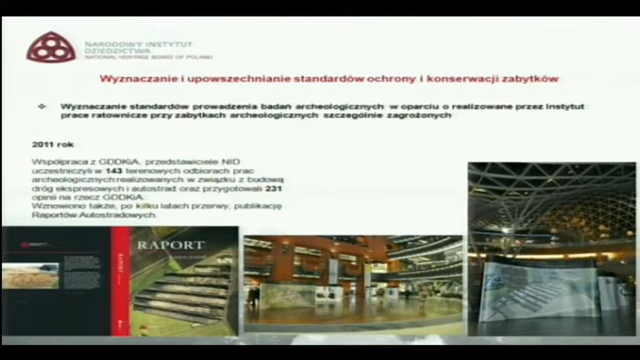 NARODOWY INSTYTUT
DZIEDZICTWA
NATIONAL HERITAGE BOARD OF POLAND
Wyznaczanie i upowszechnianie standardów ochrony i konserwacji zabytków
Wyznaczanie standardów prowadzenia badań archeologicznych w oparciu o realizowane przez Instytut
prace ratownicze przy zabytkach archeologicznych szczególnie zagrożonych
2011 rok
Współpraca z GDDKiA, przedstawiciele NID
uczestniczyli w 143 terenowych odbiorach prac
archeologicznych realizowanych w związku z budową
dróg ekspresowych i autostrad oraz przygotowali 231
opinii na rzecz GDDKiA.
Wznowiono także, po kilku latach przerwy, publikację
Raportów Autostradowych.
RAPORT
RAPORT